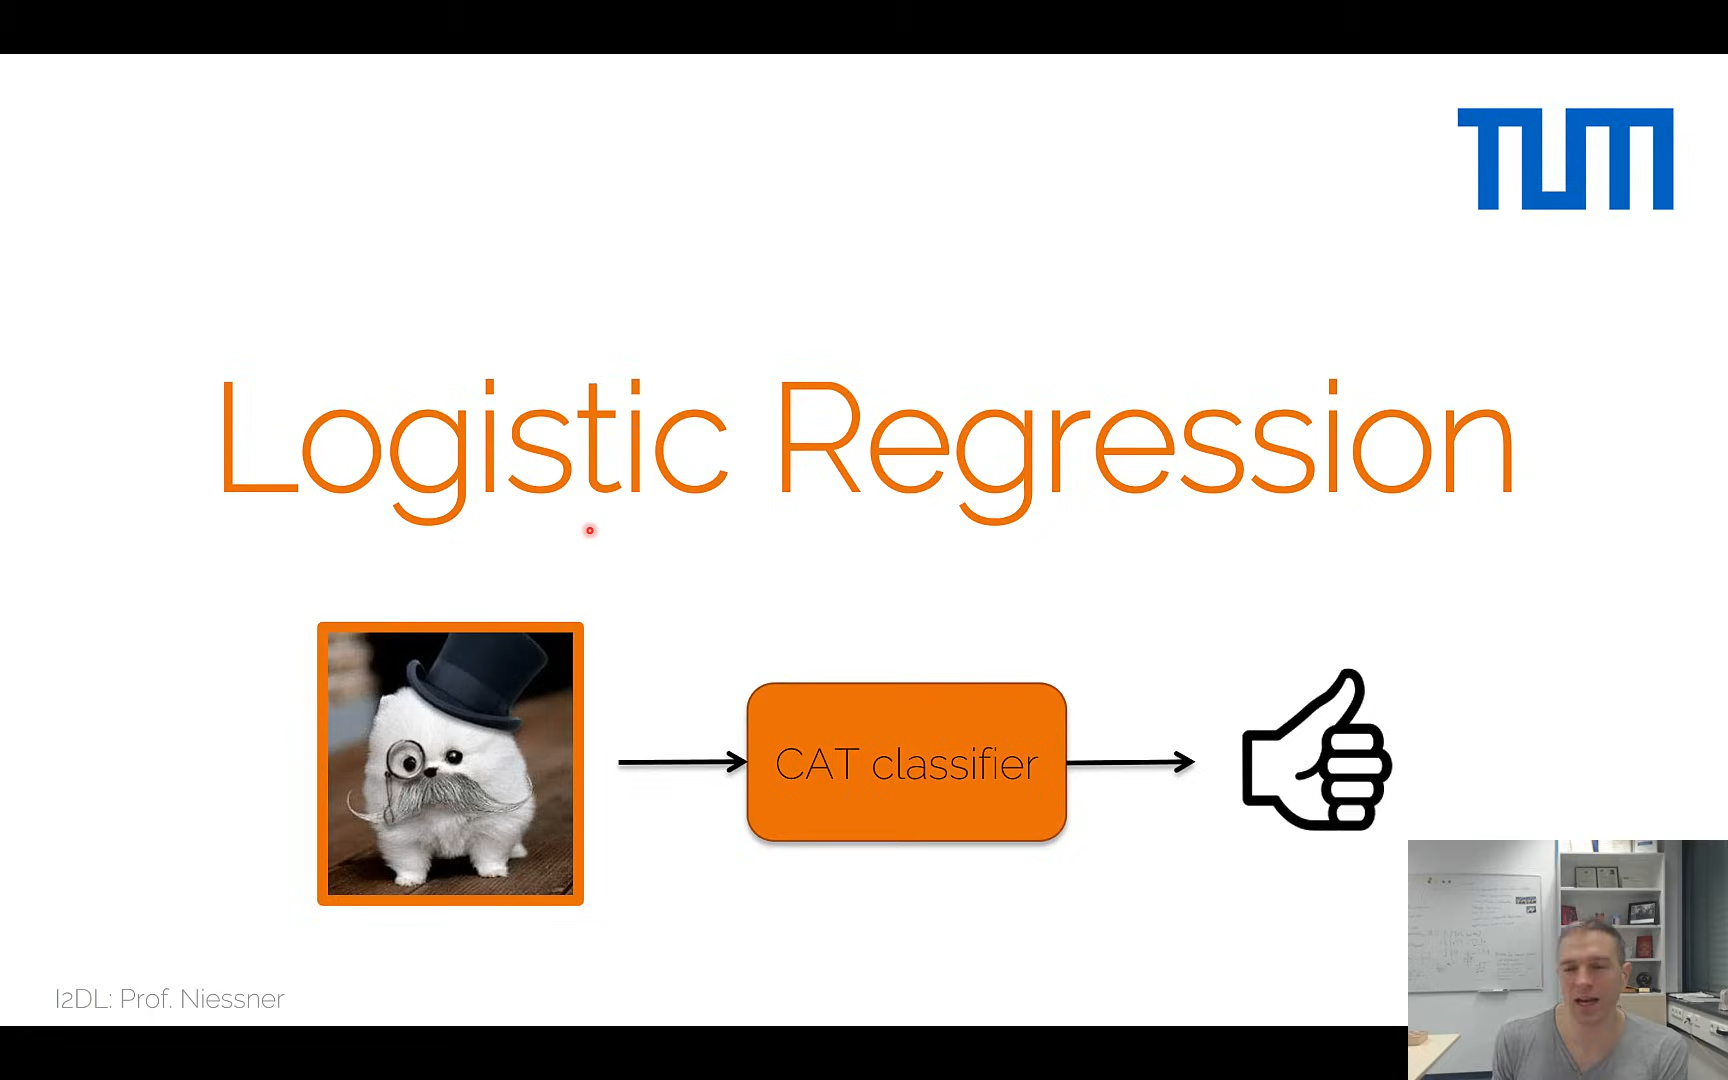 TUM
Logistic Regression
CAT classifier
I2DL: Prof. Niessner